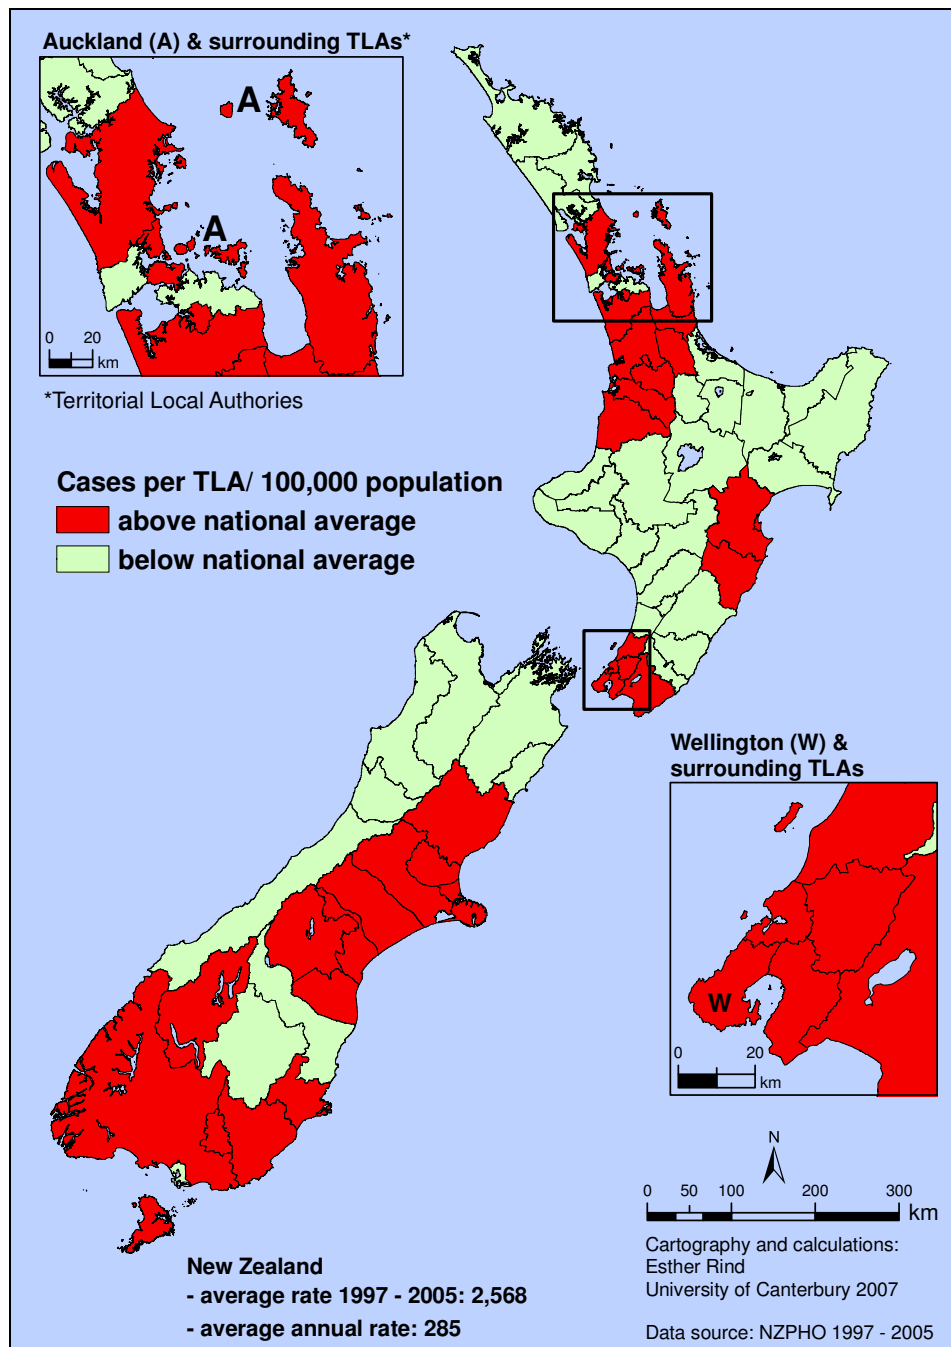 Auckland (A) & surrounding TLAs*
A
A
0 20
km
*Territorial Local Authories
Cases per TLA/ 100,000 population
above national average
below national average
Wellington (W) &
surrounding TLAs
W
0 20
km
N
0 50 100 200 300
km
Cartography and calculations:
Esther Rind
University of Canterbury 2007
Data source: NZPHO 1997 - 2005
New Zealand
- average rate 1997 - 2005: 2,568
- average annual rate: 285